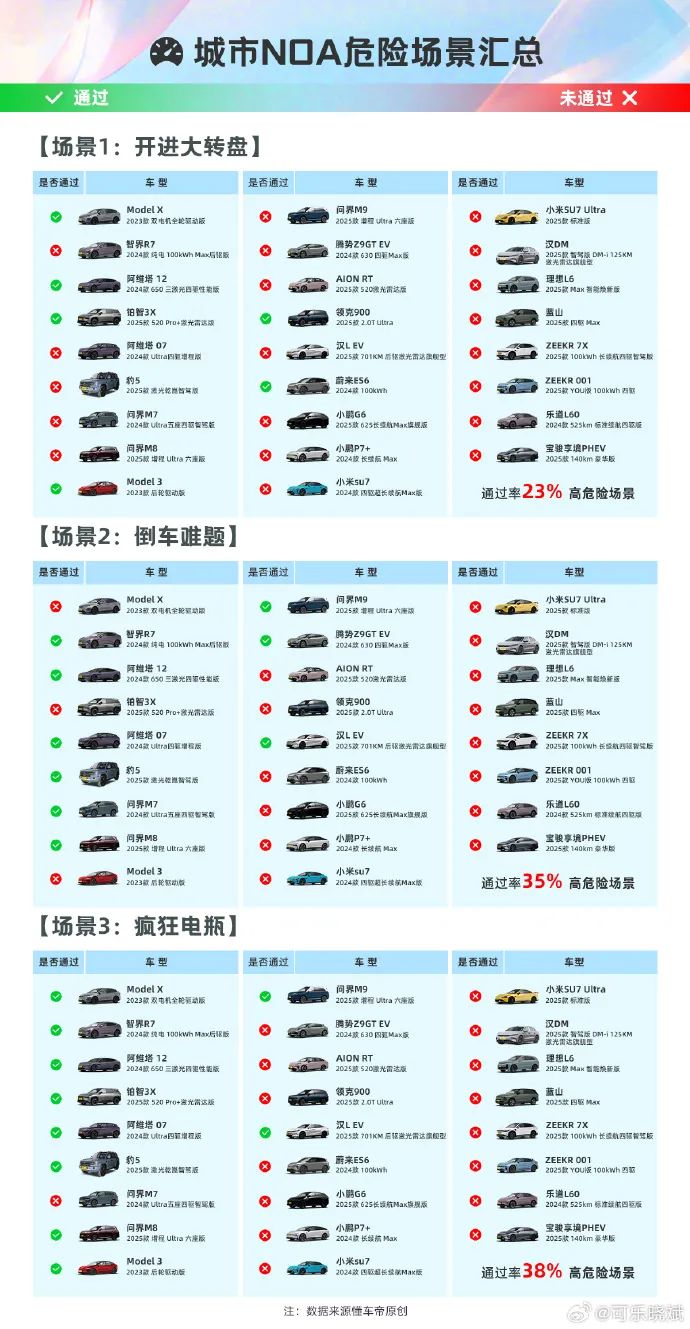 城市NOA危险场景汇总
通过
未通过
【场景1：开进大转盘】
是否通过 车 型
Model X
2023款 双电机全轮驱动版
智界R7
2024款 纯电 100kWh Max后驱版
阿维塔 12
2024款 650 三激光四驱性能版
铂智3X
2025款 520 Pro+激光雷达版
阿维塔 07
2024款 Ultra四驱增程版
豹5
2025款 激光乾崑智驾版
问界M7
2024款 Ultra五座四驱智驾版
问界M8
2025款 增程 Ultra 六座版
Model 3
2023款 后轮驱动版
是否通过 车 型
问界M9
2025款 增程 Ultra 六座版
腾势Z9GT EV
2024款 630 四驱Max版
AION RT
2025款 520激光雷达版
领克900
2025款 2.0T Ultra
汉L EV
2025款 701KM 后驱激光雷达旗舰型
蔚来ES6
2024款 100kWh
小鹏G6
2025款 625长续航Max旗舰版
小鹏P7+
2024款 长续航 Max
小米su7
2024款 四驱超长续航Max版
是否通过 车型
小米SU7 Ultra
2025款 标准版
汉DM
2025款 智驾版 DM-i 125KM
激光雷达旗舰型
理想L6
2025款 Max 智能焕新版
蓝山
2025款 四驱 Max
ZEEKR 7X
2025款 100kWh 长续航四驱智驾版
ZEEKR 001
2025款 YOU版 100kWh 四驱
乐道L60
2024款 525km 标准续航四驱版
宝骏享境PHEV
2025款 140km 豪华版
通过率23% 高危险场景
【场景2：倒车难题】
是否通过 车 型
Model X
2023款 双电机全轮驱动版
智界R7
2024款 纯电 100kWh Max后驱版
阿维塔 12
2024款 650 三激光四驱性能版
铂智3X
2025款 520 Pro+激光雷达版
阿维塔 07
2024款 Ultra四驱增程版
豹5
2025款 激光乾崑智驾版
问界M7
2024款 Ultra五座四驱智驾版
问界M8
2025款 增程 Ultra 六座版
Model 3
2023款 后轮驱动版
是否通过 车 型
问界M9
2025款 增程 Ultra 六座版
腾势Z9GT EV
2024款 630 四驱Max版
AION RT
2025款 520激光雷达版
领克900
2025款 2.0T Ultra
汉L EV
2025款 701KM 后驱激光雷达旗舰型
蔚来ES6
2024款 100kWh
小鹏G6
2025款 625长续航Max旗舰版
小鹏P7+
2024款 长续航 Max
小米su7
2024款 四驱超长续航Max版
是否通过 车型
小米SU7 Ultra
2025款 标准版
汉DM
2025款 智驾版 DM-i 125KM
激光雷达旗舰型
理想L6
2025款 Max 智能焕新版
蓝山
2025款 四驱 Max
ZEEKR 7X
2025款 100kWh 长续航四驱智驾版
ZEEKR 001
2025款 YOU版 100kWh 四驱
乐道L60
2024款 525km 标准续航四驱版
宝骏享境PHEV
2025款 140km 豪华版
通过率35% 高危险场景
【场景3：疯狂电瓶】
是否通过 车 型
Model X
2023款 双电机全轮驱动版
智界R7
2024款 纯电 100kWh Max后驱版
阿维塔 12
2024款 650 三激光四驱性能版
铂智3X
2025款 520 Pro+激光雷达版
阿维塔 07
2024款 Ultra四驱增程版
豹5
2025款 激光乾崑智驾版
问界M7
2024款 Ultra五座四驱智驾版
问界M8
2025款 增程 Ultra 六座版
Model 3
2023款 后轮驱动版
是否通过 车 型
问界M9
2025款 增程 Ultra 六座版
腾势Z9GT EV
2024款 630 四驱Max版
AION RT
2025款 520激光雷达版
领克900
2025款 2.0T Ultra
汉L EV
2025款 701KM 后驱激光雷达旗舰型
蔚来ES6
2024款 100kWh
小鹏G6
2025款 625长续航Max旗舰版
小鹏P7+
2024款 长续航 Max
小米su7
2024款 四驱超长续航Max版
是否通过 车型
小米SU7 Ultra
2025款 标准版
汉DM
2025款 智驾版 DM-i 125KM
激光雷达旗舰型
理想L6
2025款 Max 智能焕新版
蓝山
2025款 四驱 Max
ZEEKR 7X
2025款 100kWh 长续航四驱智驾版
ZEEKR 001
2025款 YOU版 100kWh 四驱
乐道L60
2024款 525km 标准续航四驱版
宝骏享境PHEV
2025款 140km 豪华版
通过率38% 高危险场景
注：数据来源懂车帝原创
@可乐晓斌